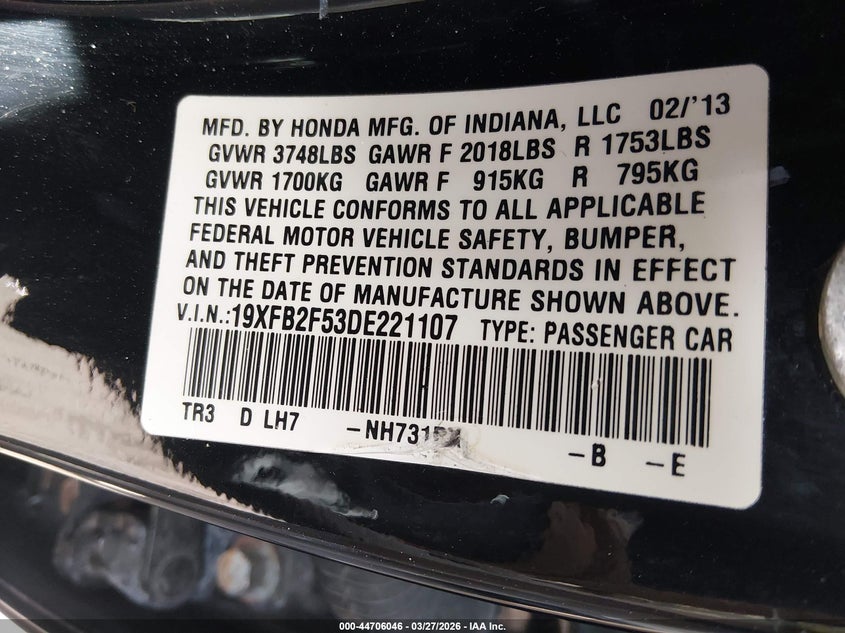 MFD. BY HONDA MFG. OF INDIANA, LLC 02/'13
GVWR 3748LBS GAWR F 2018LBS R 1753LBS
GVWR 1700KG GAWR F 915KG R 795KG
THIS VEHICLE CONFORMS TO ALL APPLICABLE
FEDERAL MOTOR VEHICLE SAFETY, BUMPER,
AND THEFT PREVENTION STANDARDS IN EFFECT
ON THE DATE OF MANUFACTURE SHOWN ABOVE.
V.I.N.:19XFB2F53DE221107 TYPE: PASSENGER CAR
TR3 D LH7 -B -E
000-44706046 - 03/27/2026 - IAA Inc.